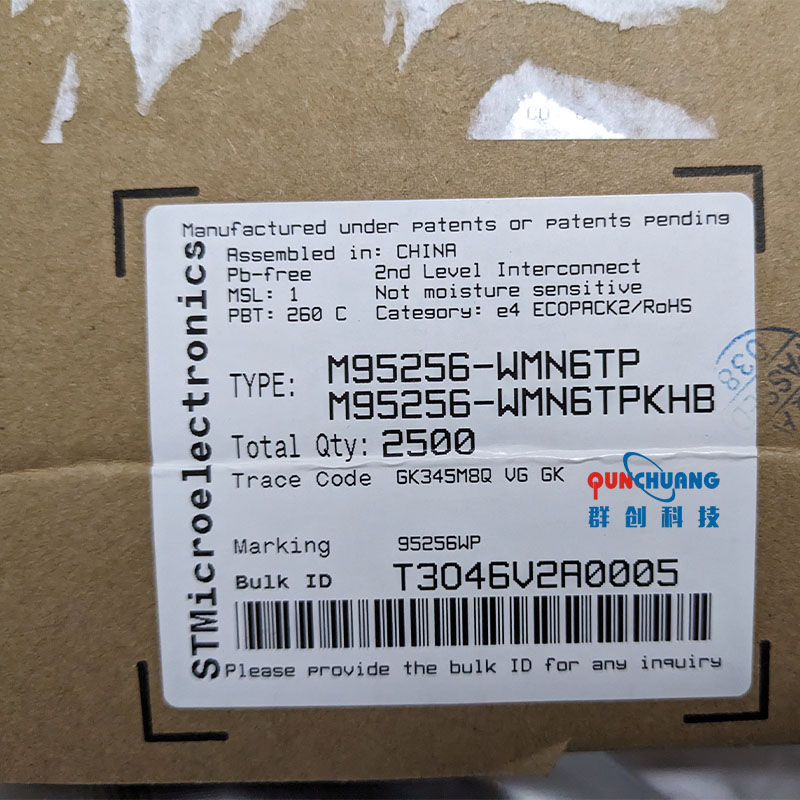 CU
Manufactured under patents or patents pending
STMicroelectronics
Assembled in: CHINA
Pb-free 2nd Level Interconnect
MSL: 1 Not moisture sensitive
PBT: 260 C Category: e4 ECOPACK2/RoHS
TYPE: M95256-WMN6TP
M95256-WMN6TPKHB
Total Qty: 2500
Trace Code GK345M8Q VG GK
QUNCHUANG
群创科技
Marking 95256WP
Bulk ID T3046V2A0005
Please provide the bulk ID for any inquiry
938